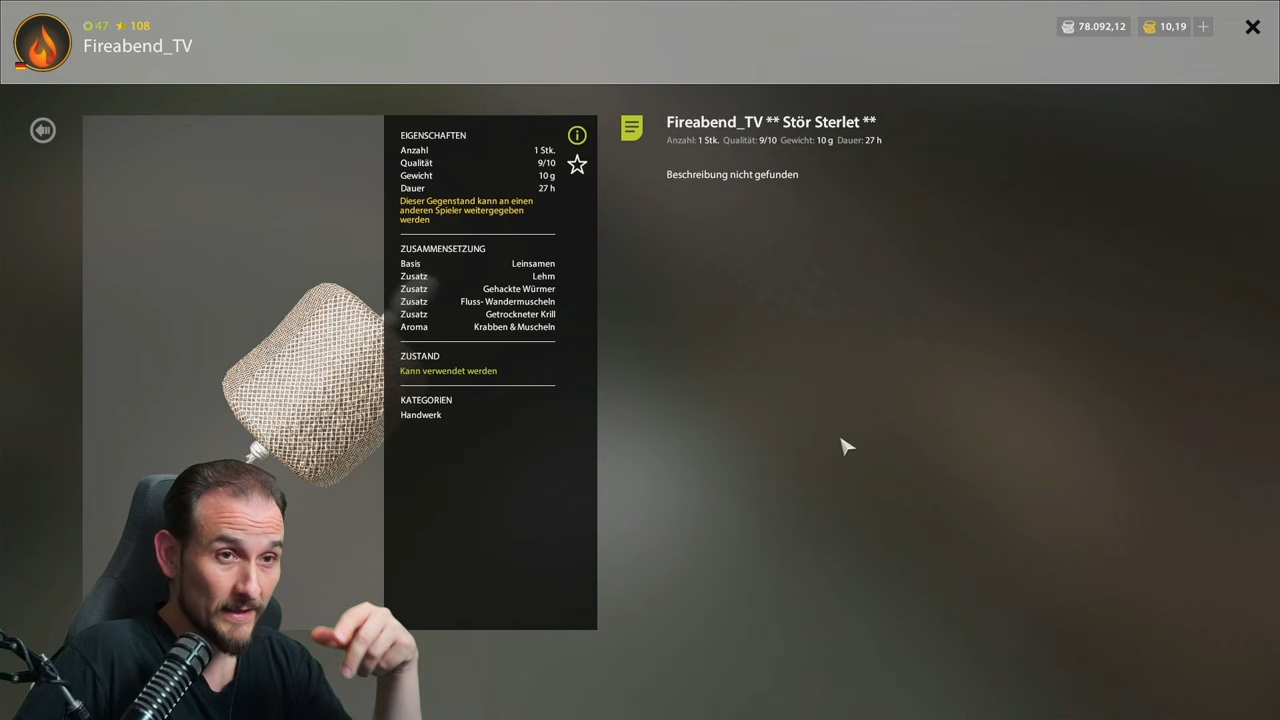 47 108
Fireabend_TV
78.092,12 10,19 +
EIGENSCHAFTEN
Anzahl 1 Stk.
Qualität 9/10
Gewicht 10 g
Dauer 27 h
Dieser Gegenstand kann an einen
anderen Spieler weitergegeben
werden
ZUSAMMENSETZUNG
Basis Leinsamen
Zusatz Lehm
Zusatz Gehackte Würmer
Zusatz Fluss- Wandermuscheln
Zusatz Getrockneter Krill
Aroma Krabben & Muscheln
ZUSTAND
Kann verwendet werden
KATEGORIEN
Handwerk
Fireabend_TV ** Stör Sterlet **
Anzahl: 1 Stk. Qualität: 9/10 Gewicht: 10 g Dauer: 27 h
Beschreibung nicht gefunden